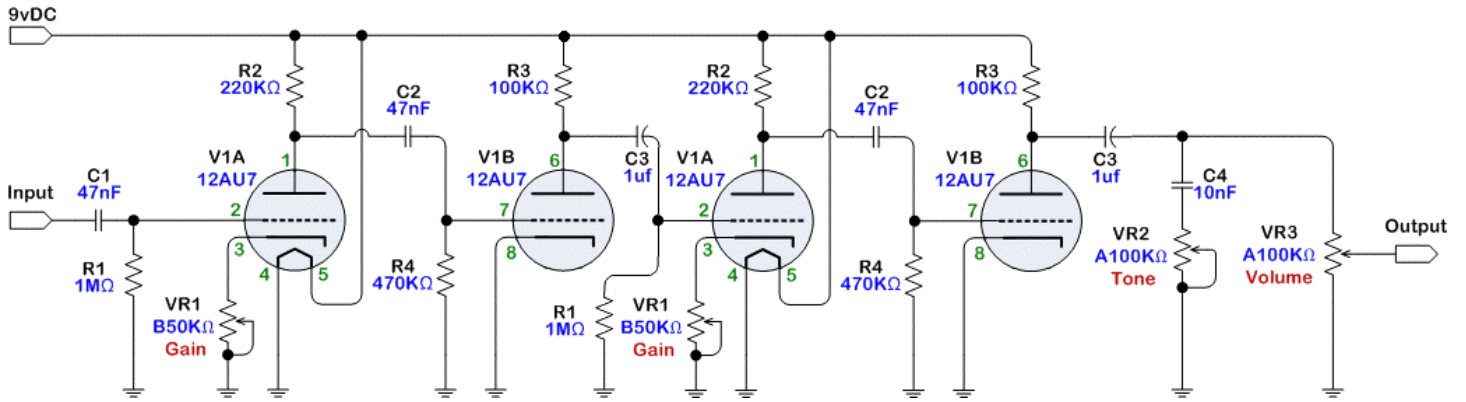 9vDC
R2
220KΩ
R3
100KΩ
R2
220KΩ
R3
100KΩ
C2
47nF
C2
47nF
V1A
12AU7
1
V1B
12AU7
6
C3
1uf
V1A
12AU7
1
V1B
12AU7
6
C3
1uf
Input
C1
47nF
2
3
4
5
7
8
2
3
4
5
7
8
C4
10nF
R1
1MΩ
VR1
B50KΩ
Gain
R4
470KΩ
R1
1MΩ
VR1
B50KΩ
Gain
R4
470KΩ
VR2
A100KΩ
Tone
VR3
A100KΩ
Volume
Output